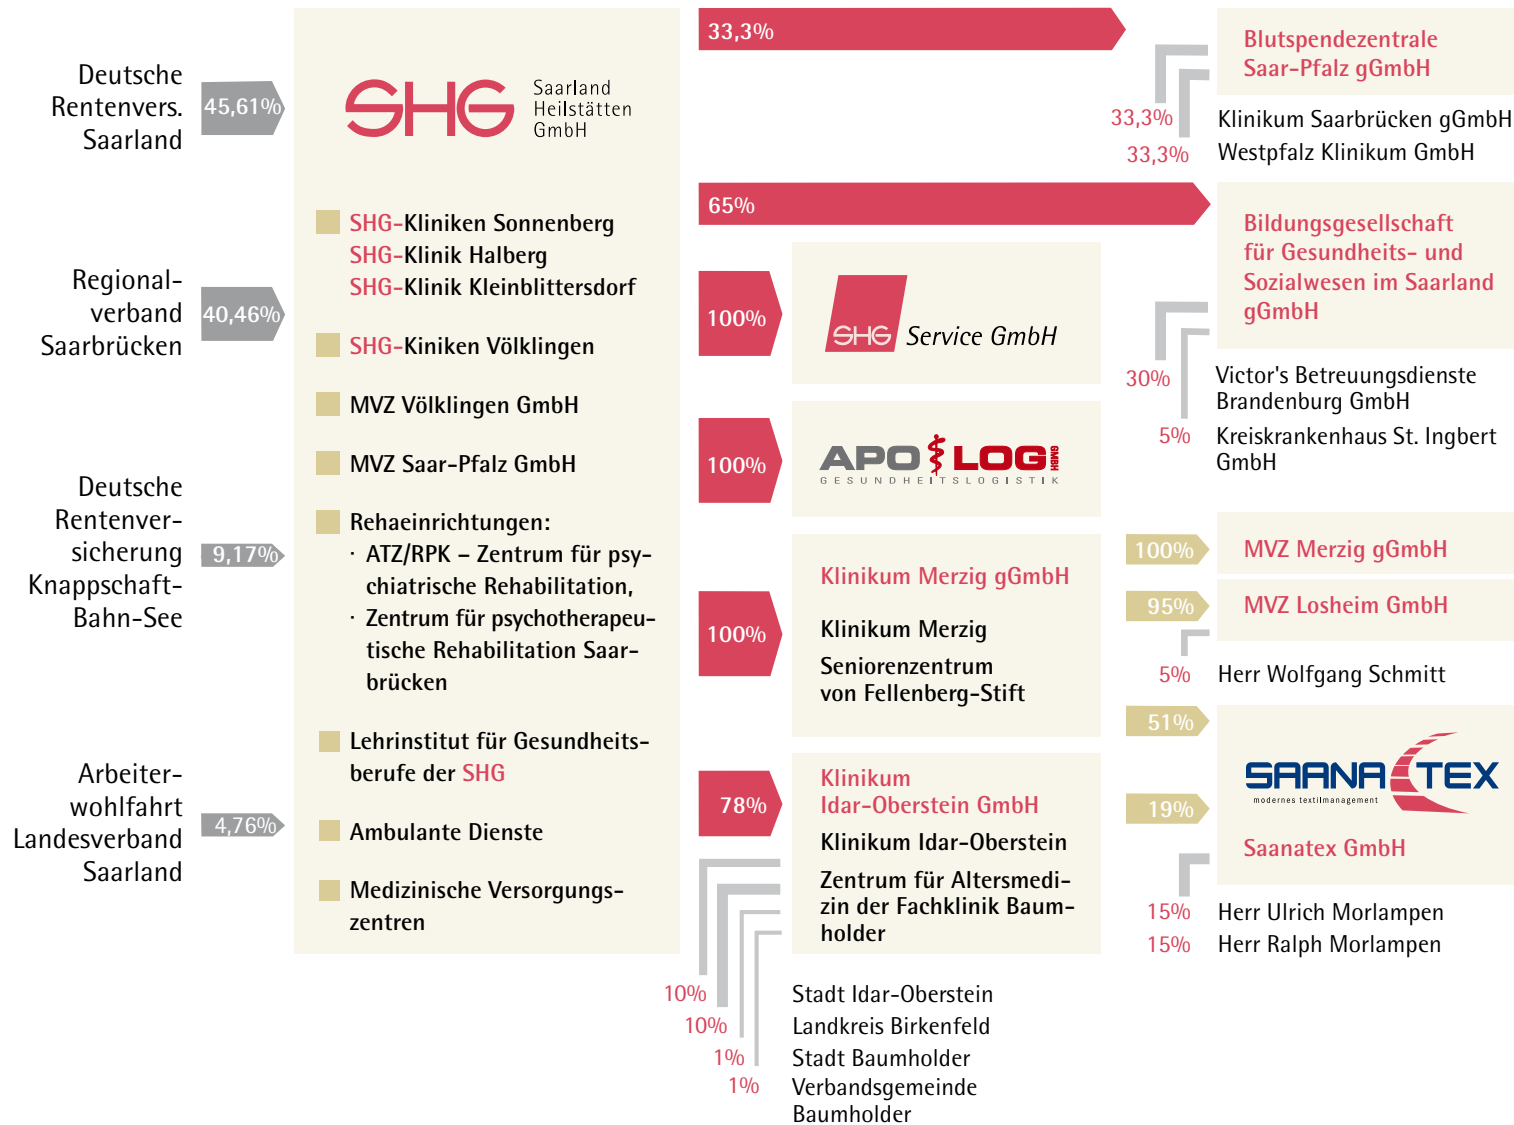 Deutsche
Rentenvers.
Saarland
45,61%
Regional-
verband
Saarbrücken
40,46%
Deutsche
Rentenver-
sicherung
Knappschaft-
Bahn-See
9,17%
Arbeiter-
wohlfahrt
Landesverband
Saarland
4,76%
SHG
Saarland
Heilstätten
GmbH
SHG-Kliniken Sonnenberg
SHG-Klinik Halberg
SHG-Klinik Kleinblittersdorf
SHG-Kiniken Völklingen
MVZ Völklingen GmbH
MVZ Saar-Pfalz GmbH
Rehaeinrichtungen:
· ATZ/RPK – Zentrum für psy-
chiatrische Rehabilitation,
· Zentrum für psychotherapeu-
tische Rehabilitation Saar-
brücken
Lehrinstitut für Gesundheits-
berufe der SHG
Ambulante Dienste
Medizinische Versorgungs-
zentren
33,3%
Blutspendezentrale
Saar-Pfalz gGmbH
33,3% Klinikum Saarbrücken gGmbH
33,3% Westpfalz Klinikum GmbH
65%
Bildungsgesellschaft
für Gesundheits- und
Sozialwesen im Saarland
gGmbH
30% Victor's Betreuungsdienste
Brandenburg GmbH
5% Kreiskrankenhaus St. Ingbert
GmbH
100%
SHG Service GmbH
100%
APO LOG GMBH
GESUNDHEITSLOGISTIK
100%
Klinikum Merzig gGmbH
Klinikum Merzig
Seniorenzentrum
von Fellenberg-Stift
100% MVZ Merzig gGmbH
95% MVZ Losheim GmbH
5% Herr Wolfgang Schmitt
51%
SAANATEX
modernes textilmanagement
19%
Saanatex GmbH
15% Herr Ulrich Morlampen
15% Herr Ralph Morlampen
78%
Klinikum
Idar-Oberstein GmbH
Klinikum Idar-Oberstein
Zentrum für Altersmedi-
zin der Fachklinik Baum-
holder
10% Stadt Idar-Oberstein
10% Landkreis Birkenfeld
1% Stadt Baumholder
1% Verbandsgemeinde
Baumholder